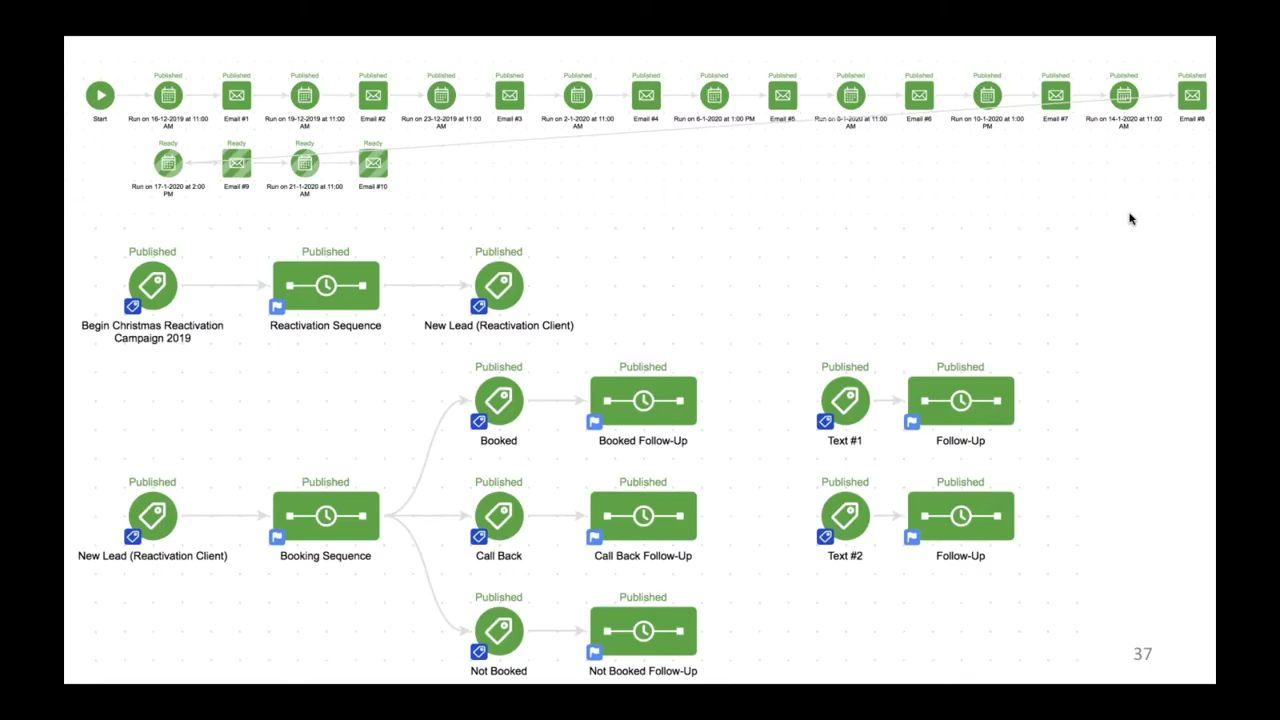 Published Published Published Published Published Published Published Published Published Published Published Published Published Published Published Published
Start Run on 16-12-2019 at 11:00 AM Email #1 Run on 19-12-2019 at 11:00 AM Email #2 Run on 23-12-2019 at 11:00 AM Email #3 Run on 2-1-2020 at 11:00 AM Email #4 Run on 6-1-2020 at 1:00 PM Email #5 Run on 8-1-2020 at 11:00 AM Email #6 Run on 10-1-2020 at 1:00 PM Email #7 Run on 14-1-2020 at 11:00 AM Email #8
Ready Ready Ready Ready
Run on 17-1-2020 at 2:00 PM Email #9 Run on 21-1-2020 at 11:00 AM Email #10
Published Published Published
Begin Christmas Reactivation Reactivation Sequence New Lead (Reactivation Client)
Campaign 2019
Published Published Published Published
Booked Booked Follow-Up Text #1 Follow-Up
Published Published Published Published Published Published
New Lead (Reactivation Client) Booking Sequence Call Back Call Back Follow-Up Text #2 Follow-Up
Published Published
37
Not Booked Not Booked Follow-Up